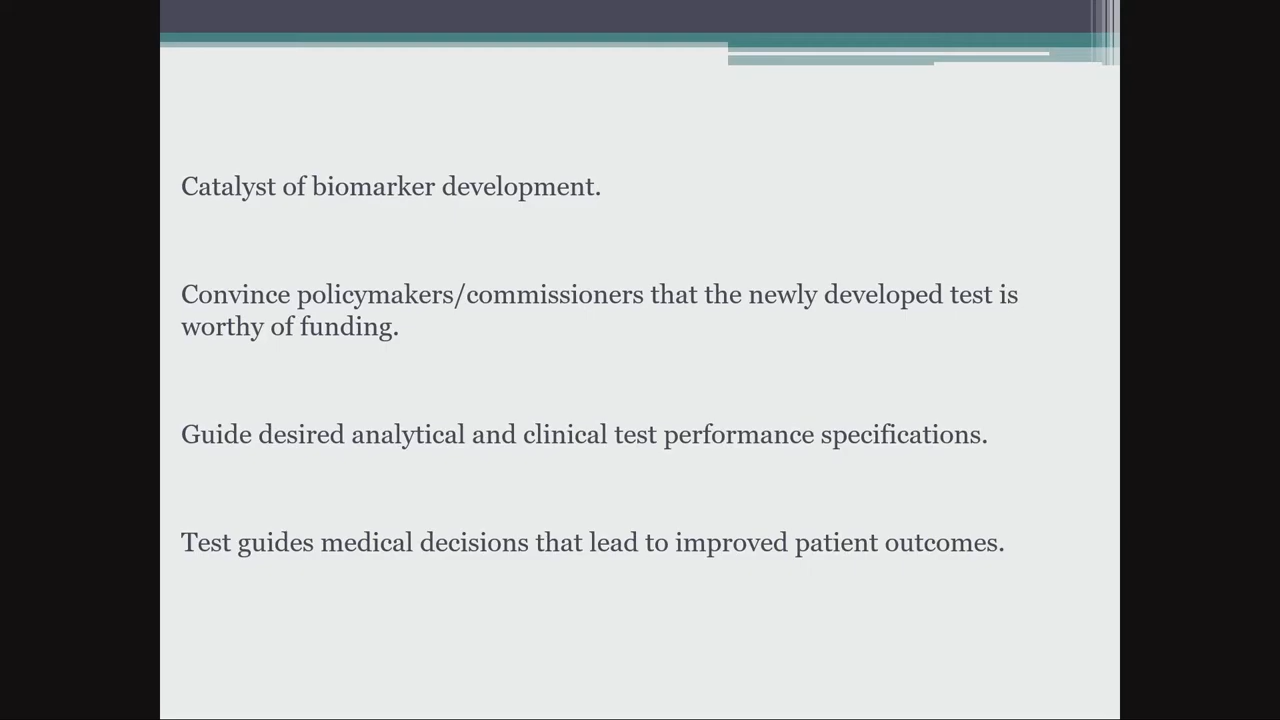 Catalyst of biomarker development.
Convince policymakers/commissioners that the newly developed test is
worthy of funding.
Guide desired analytical and clinical test performance specifications.
Test guides medical decisions that lead to improved patient outcomes.